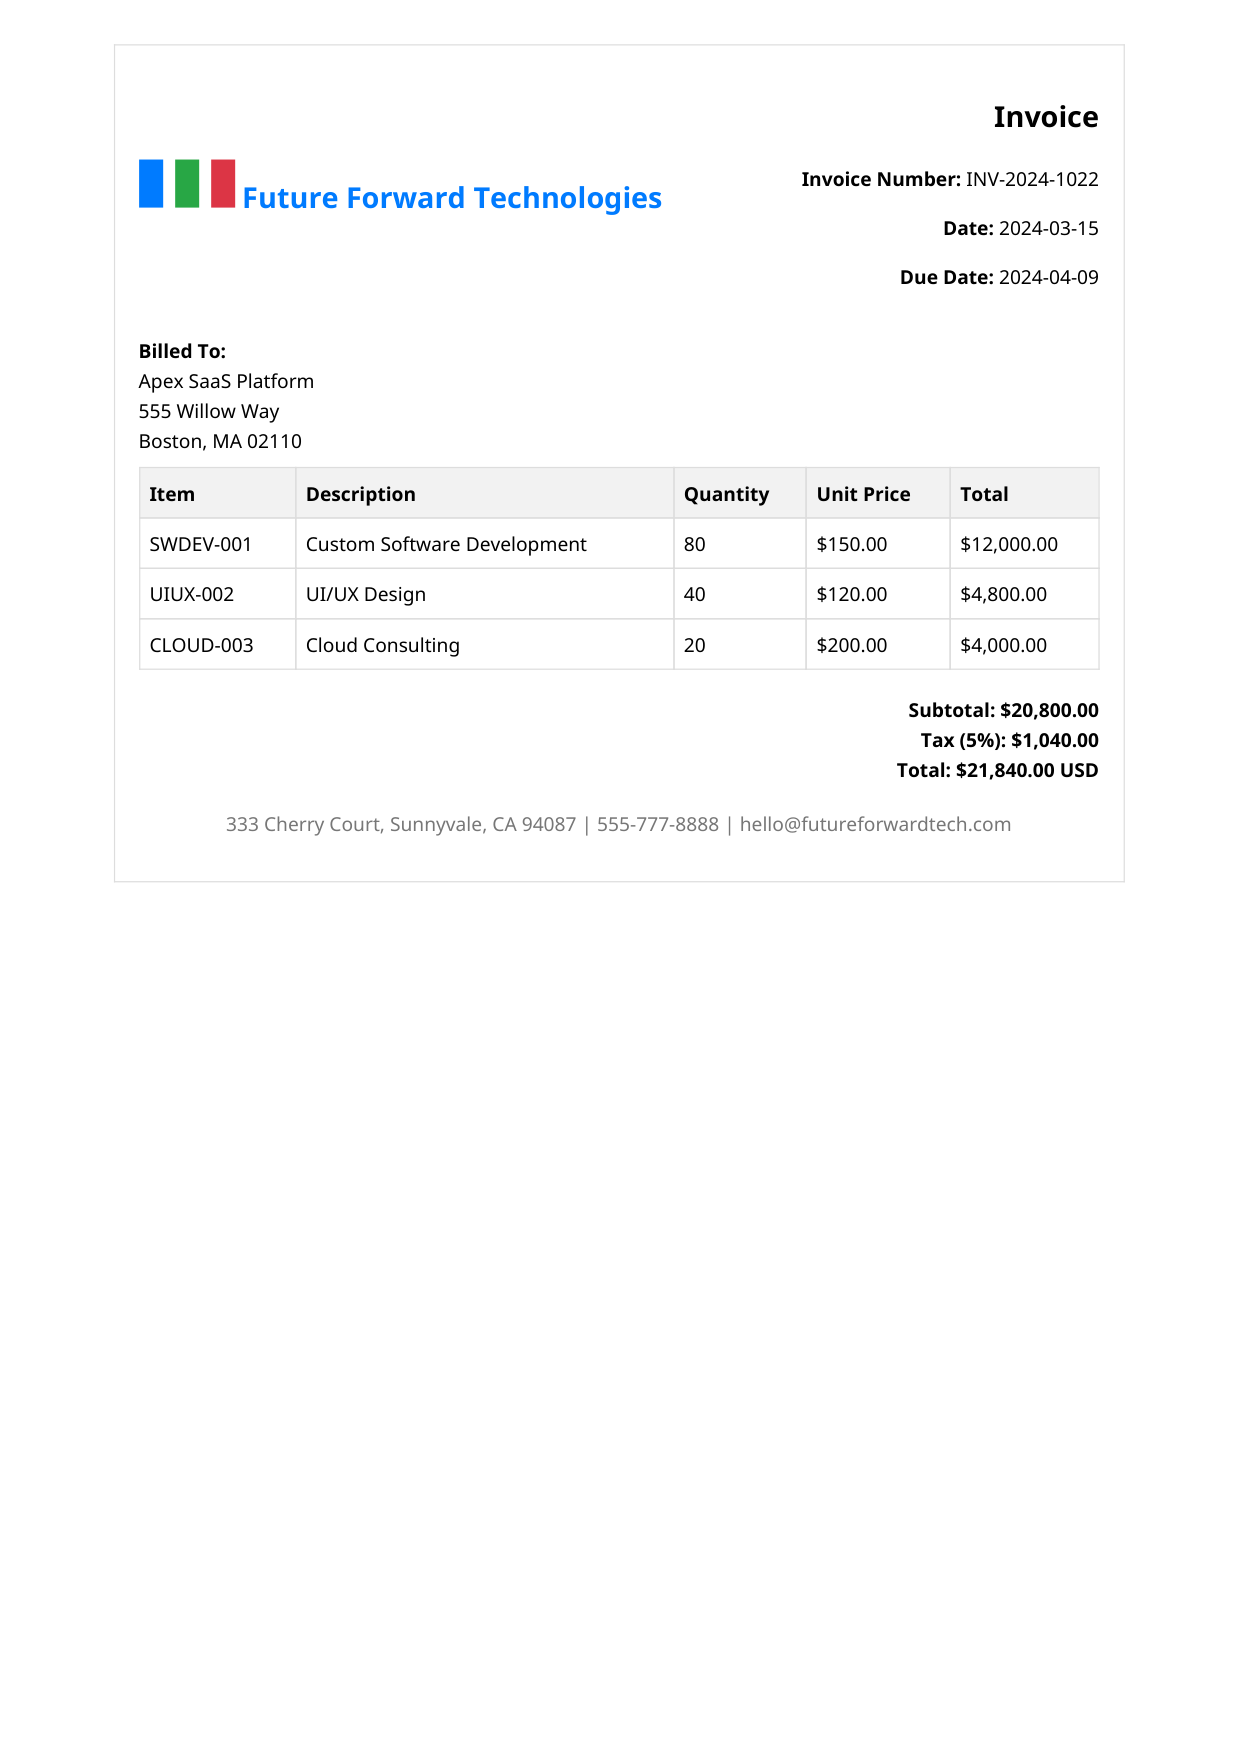 Invoice
Future Forward Technologies
Invoice Number: INV-2024-1022
Date: 2024-03-15
Due Date: 2024-04-09
Billed To:
Apex SaaS Platform
555 Willow Way
Boston, MA 02110
Item Description Quantity Unit Price Total
SWDEV-001 Custom Software Development 80 $150.00 $12,000.00
UIUX-002 UI/UX Design 40 $120.00 $4,800.00
CLOUD-003 Cloud Consulting 20 $200.00 $4,000.00
Subtotal: $20,800.00
Tax (5%): $1,040.00
Total: $21,840.00 USD
333 Cherry Court, Sunnyvale, CA 94087 | 555-777-8888 | hello@futureforwardtech.com